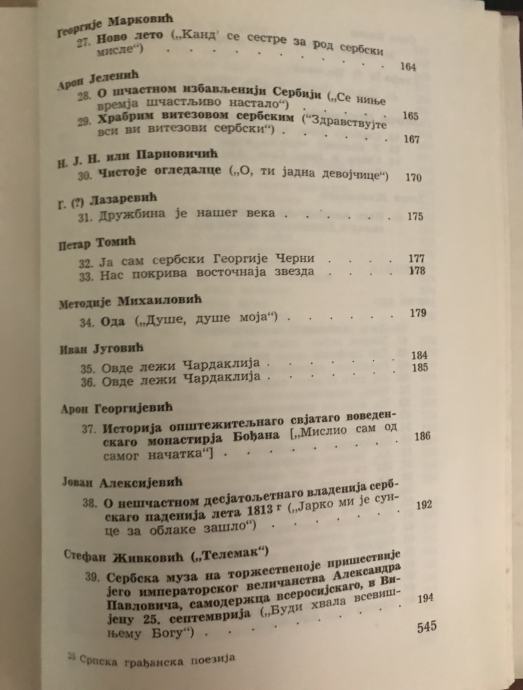 Георгије Марковић
27. Ново лето („Канд' се сестре за род сербски
мисле“) . . . . . . . . . . . 164
Арон Јеленић
28. О шчастном избављенији Сербији („Се ниње
времја шчастљиво настало“) . . . . . 165
29. Храбрим витезовом сербским (“Здравствујте
вси ви витезови сербски“) . . . . . . 167
Н. Ј. Н. или Парновичић
30. Чистоје огледалце („О, ти јадна девојчице“) 170
Г. (?) Лазаревић
31. Дружбина је нашег века . . . . . . 175
Петар Томић
32. Ја сам сербски Георгије Черни . . . . 177
33. Нас покрива восточнаја звезда . . . . 178
Методије Михаиловић
34. Ода („Душе, душе моја“) . . . . . . 179
Иван Југовић
35. Овде лежи Чардаклија . . . . . . 184
36. Овде лежи Чардаклија . . . . . . 185
Арон Георгијевић
37. Историја општежитељнаго свјатаго воведен-
скаго монастирја Бођана [„Мислио сам од
самог начатка“] . . . . . . . . . 186
Јован Алексијевић
38. О нешчастном десјатољетнаго владенија серб-
скаго паденија лета 1813 г („Јарко ми је сун-
це за облаке зашло“) . . . . . . . 192
Стефан Живковић („Телемак“)
39. Сербска муза на торжественоје пришествије
јего императорског величанства Александра
Павловича, самодержца всеросијскаго, в Ви-
јену 25. септемврија („Буди хвала всевиш-
њему Богу“) . . . . . . . . . . 194
545
Српска грађанска поезија